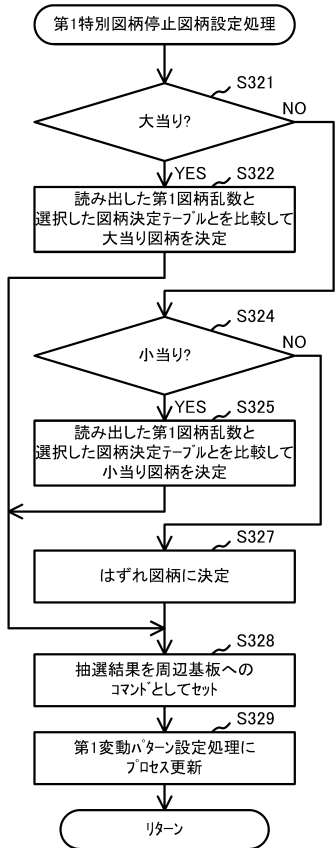 第1特別図柄停止図柄設定処理
S321
大当り?
NO
YES
S322
読み出した第1図柄乱数と
選択した図柄決定テーブルとを比較して
大当り図柄を決定
S324
小当り?
NO
YES
S325
読み出した第1図柄乱数と
選択した図柄決定テーブルとを比較して
小当り図柄を決定
S327
はずれ図柄に決定
S328
抽選結果を周辺基板への
コマンドとしてセット
S329
第1変動パターン設定処理に
プロセス更新
リターン